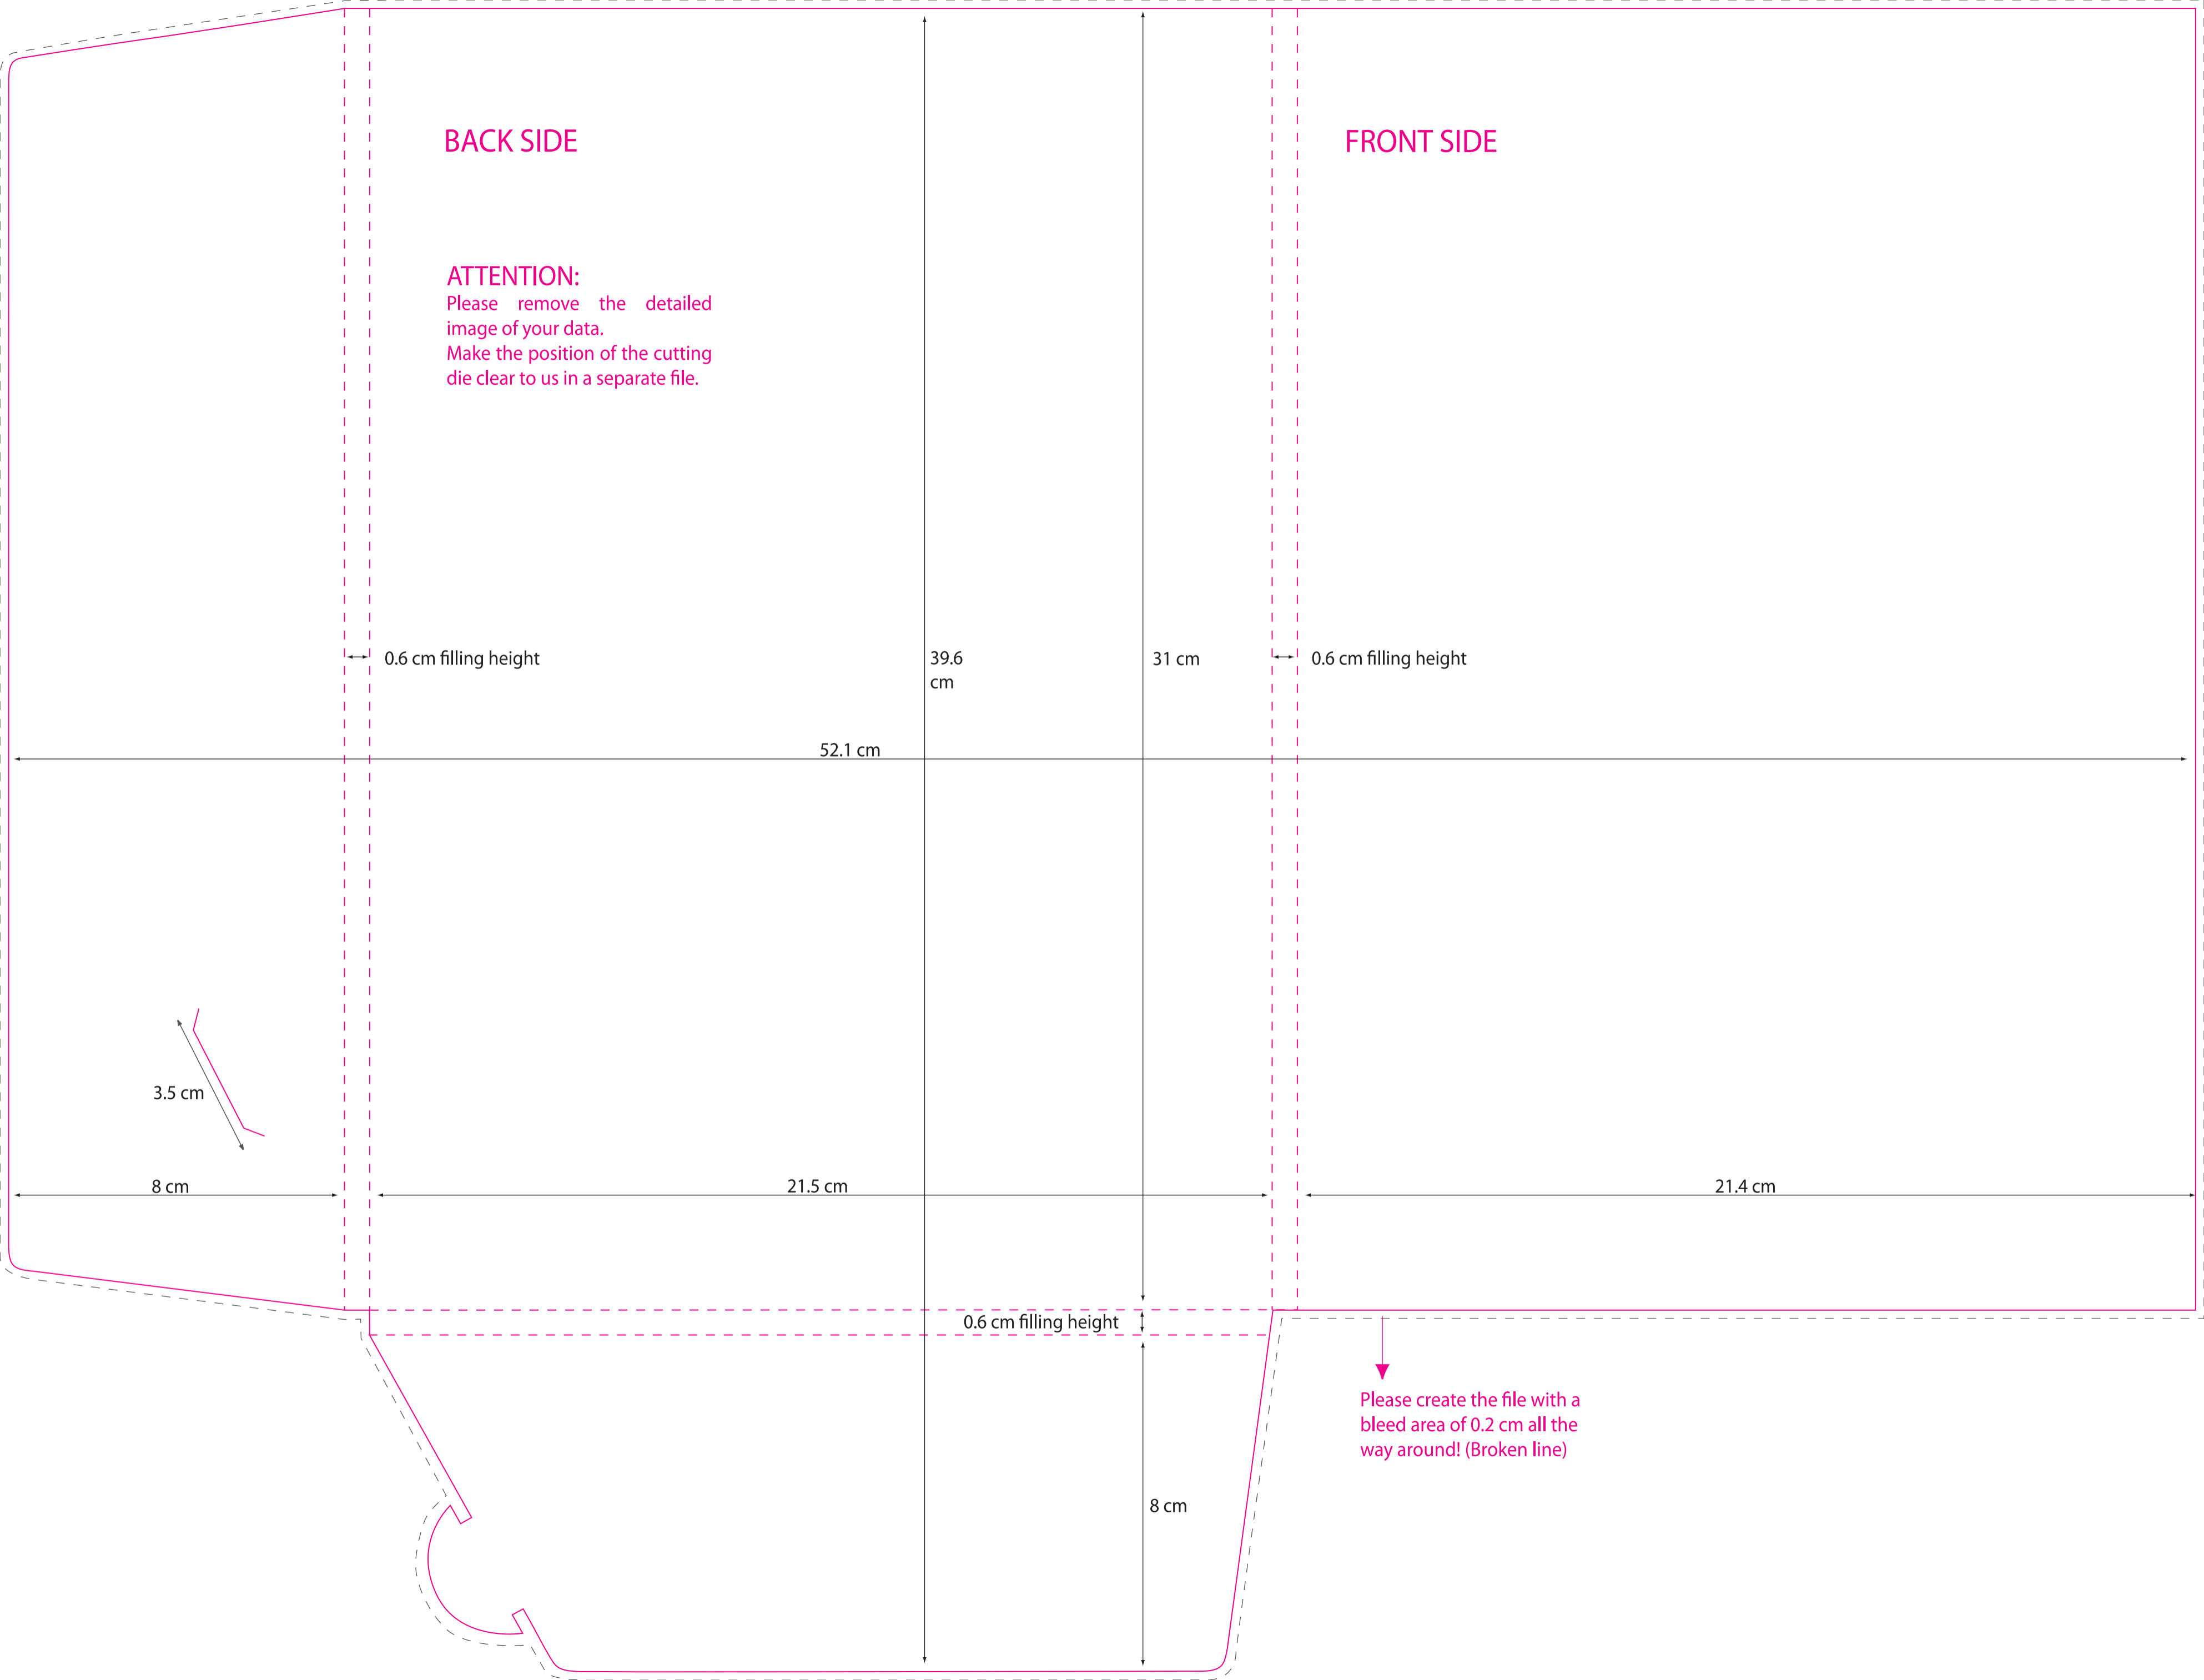 BACK SIDE
FRONT SIDE
ATTENTION:
Please remove the detailed
image of your data.
Make the position of the cutting
die clear to us in a separate file.
0.6 cm filling height
39.6
cm
31 cm
0.6 cm filling height
52.1 cm
3.5 cm
8 cm
21.5 cm
21.4 cm
0.6 cm filling height
Please create the file with a
bleed area of 0.2 cm all the
way around! (Broken line)
8 cm